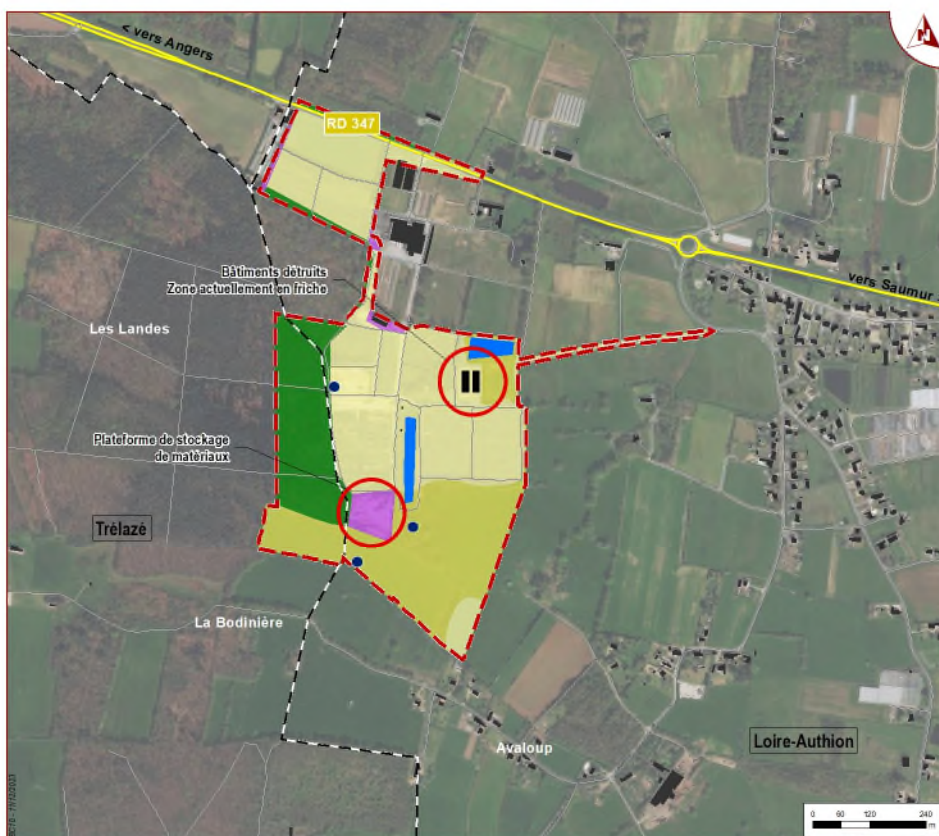 < vers Angers
N
RD 347
Bâtiments détruits
Zone actuellement en friche
vers Saumur
Les Landes
Plateforme de stockage
de matériaux
Trélazé
La Bodinière
Avaloup
Loire-Authion
0 60 120 240
m